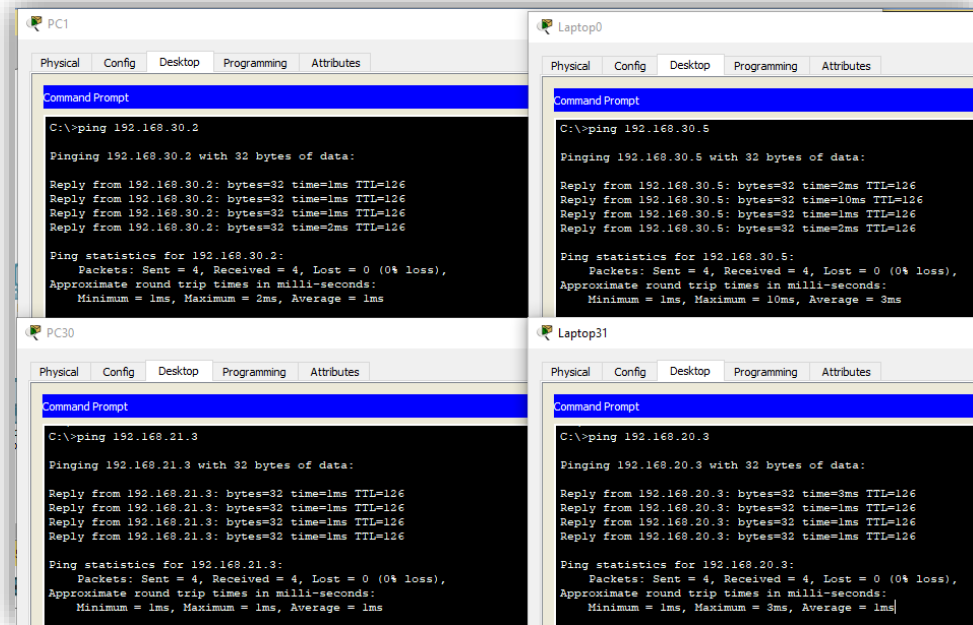 PC1
Physical Config Desktop Programming Attributes
Command Prompt
C:\>ping 192.168.30.2
Pinging 192.168.30.2 with 32 bytes of data:
Reply from 192.168.30.2: bytes=32 time=1ms TTL=126
Reply from 192.168.30.2: bytes=32 time=1ms TTL=126
Reply from 192.168.30.2: bytes=32 time=1ms TTL=126
Reply from 192.168.30.2: bytes=32 time=2ms TTL=126
Ping statistics for 192.168.30.2:
Packets: Sent = 4, Received = 4, Lost = 0 (0% loss),
Approximate round trip times in milli-seconds:
Minimum = 1ms, Maximum = 2ms, Average = 1ms
Laptop0
Physical Config Desktop Programming Attributes
Command Prompt
C:\>ping 192.168.30.5
Pinging 192.168.30.5 with 32 bytes of data:
Reply from 192.168.30.5: bytes=32 time=2ms TTL=126
Reply from 192.168.30.5: bytes=32 time=10ms TTL=126
Reply from 192.168.30.5: bytes=32 time=1ms TTL=126
Reply from 192.168.30.5: bytes=32 time=2ms TTL=126
Ping statistics for 192.168.30.5:
Packets: Sent = 4, Received = 4, Lost = 0 (0% loss),
Approximate round trip times in milli-seconds:
Minimum = 1ms, Maximum = 10ms, Average = 3ms
PC30
Physical Config Desktop Programming Attributes
Command Prompt
C:\>ping 192.168.21.3
Pinging 192.168.21.3 with 32 bytes of data:
Reply from 192.168.21.3: bytes=32 time=1ms TTL=126
Reply from 192.168.21.3: bytes=32 time=1ms TTL=126
Reply from 192.168.21.3: bytes=32 time=1ms TTL=126
Reply from 192.168.21.3: bytes=32 time=1ms TTL=126
Ping statistics for 192.168.21.3:
Packets: Sent = 4, Received = 4, Lost = 0 (0% loss),
Approximate round trip times in milli-seconds:
Minimum = 1ms, Maximum = 1ms, Average = 1ms
Laptop31
Physical Config Desktop Programming Attributes
Command Prompt
C:\>ping 192.168.20.3
Pinging 192.168.20.3 with 32 bytes of data:
Reply from 192.168.20.3: bytes=32 time=3ms TTL=126
Reply from 192.168.20.3: bytes=32 time=1ms TTL=126
Reply from 192.168.20.3: bytes=32 time=1ms TTL=126
Reply from 192.168.20.3: bytes=32 time=1ms TTL=126
Ping statistics for 192.168.20.3:
Packets: Sent = 4, Received = 4, Lost = 0 (0% loss),
Approximate round trip times in milli-seconds:
Minimum = 1ms, Maximum = 3ms, Average = 1ms